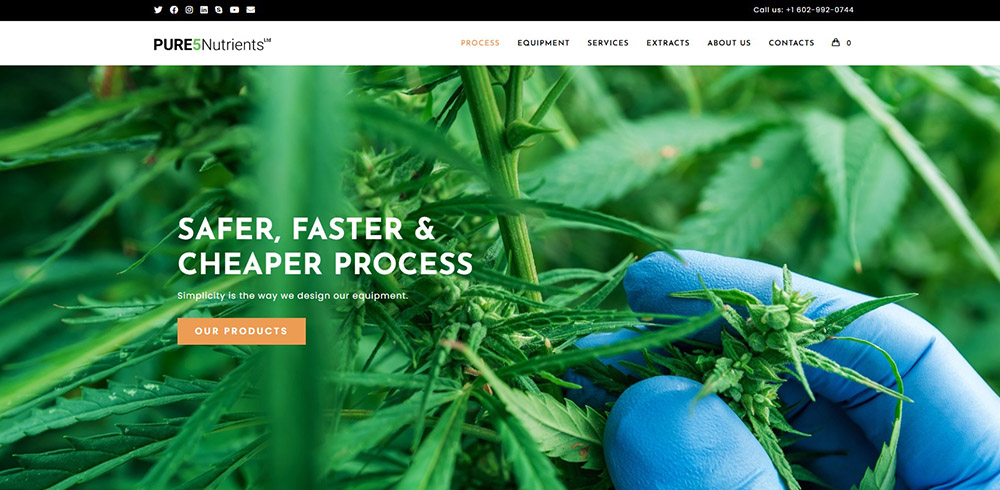 Call us: +1 602-992-0744
PURE5Nutrients Ltd
PROCESS EQUIPMENT SERVICES EXTRACTS ABOUT US CONTACTS 0
SAFER, FASTER &
CHEAPER PROCESS
Simplicity is the way we design our equipment.
OUR PRODUCTS